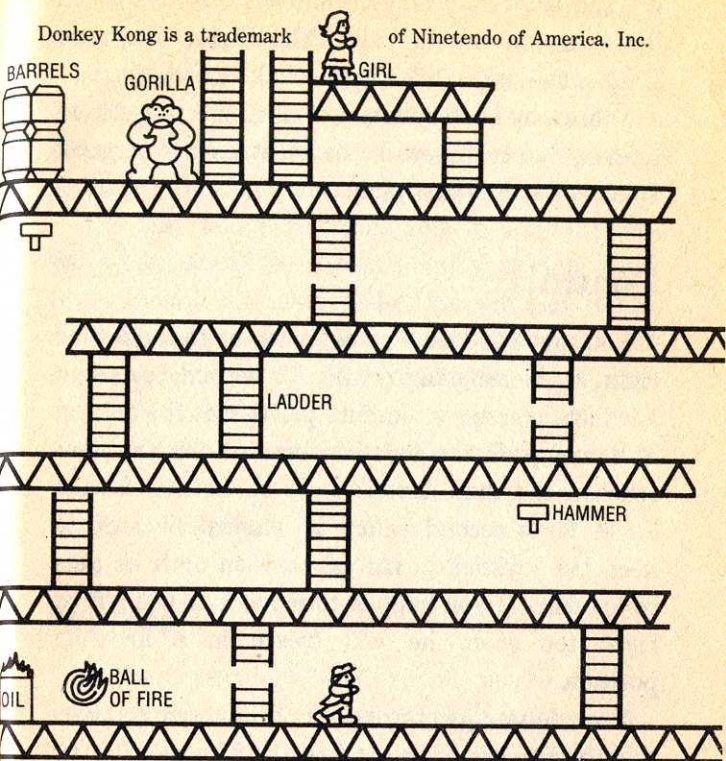 Donkey Kong is a trademark of Ninetendo of America, Inc.
BARRELS
GORILLA
GIRL
LADDER
HAMMER
BALL
OF FIRE
OIL